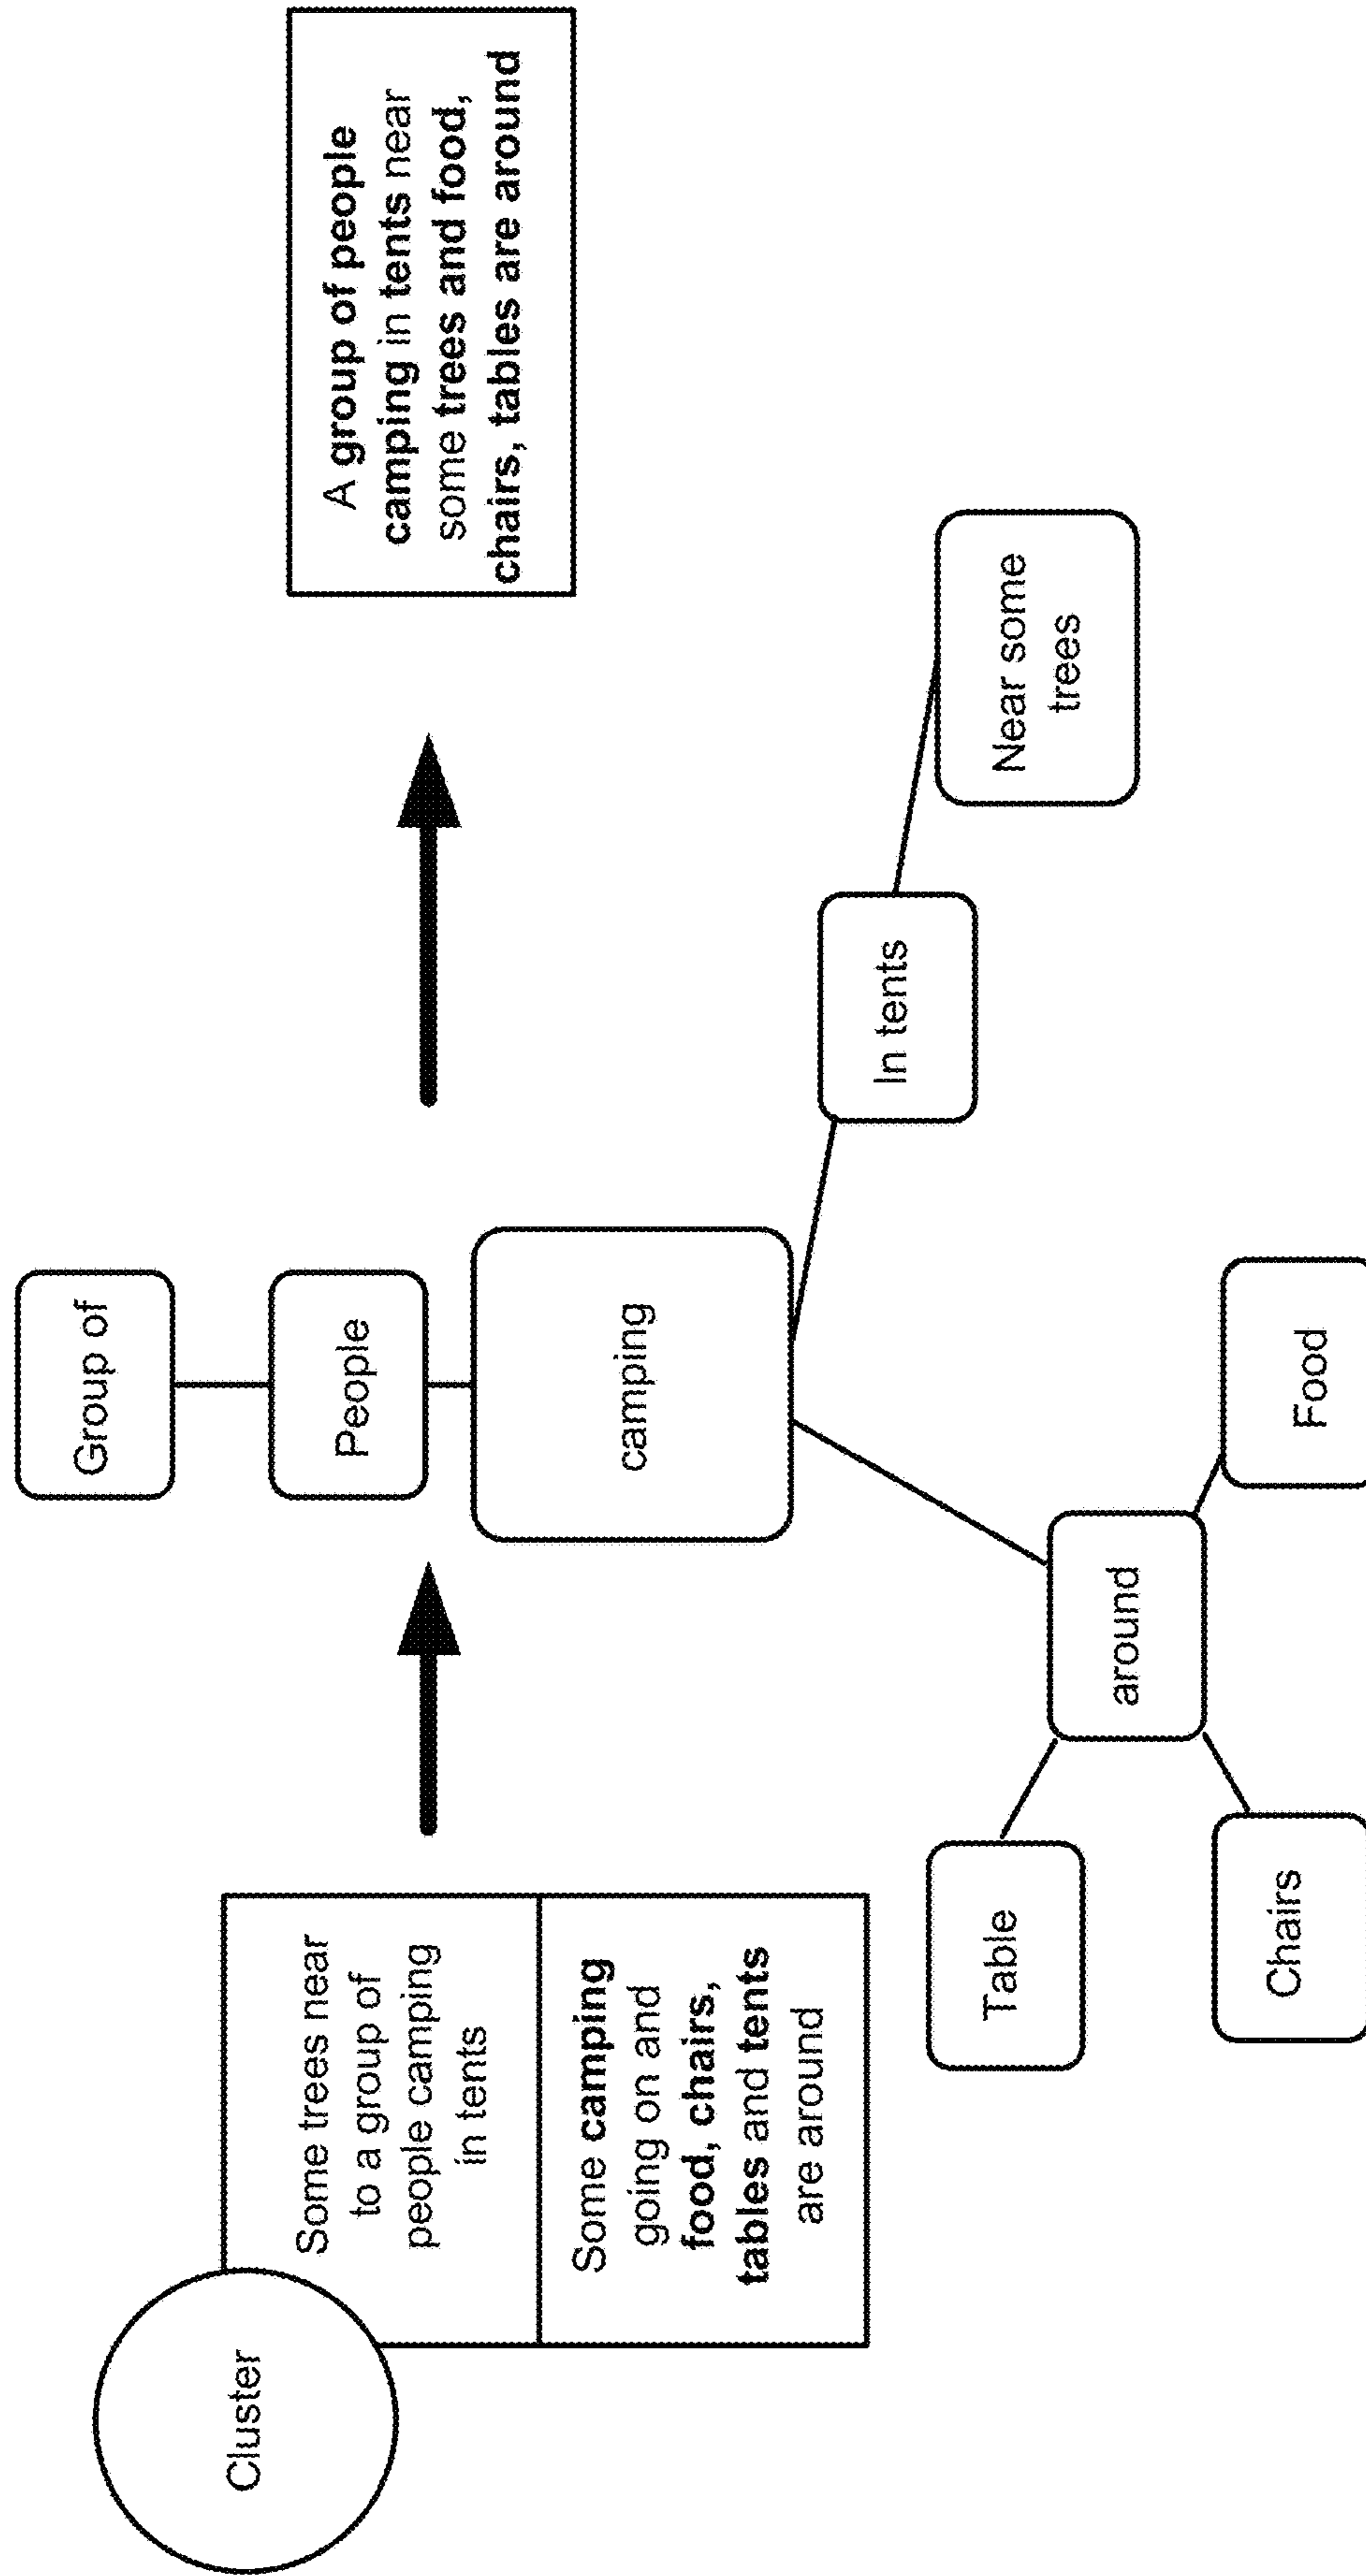 Cluster
Some trees near
to a group of
people camping
in tents
Some camping
going on and
food, chairs,
tables and tents
are around
Group of
People
camping
In tents
Near some
trees
around
Table
Chairs
Food
A group of people
camping in tents near
some trees and food,
chairs, tables are around